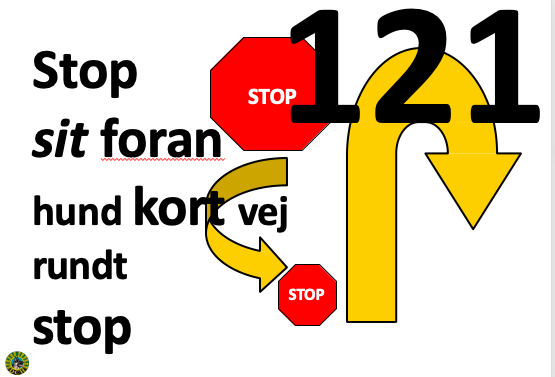 121
Stop
STOP
sit foran
hund kort vej
rundt
STOP
stop